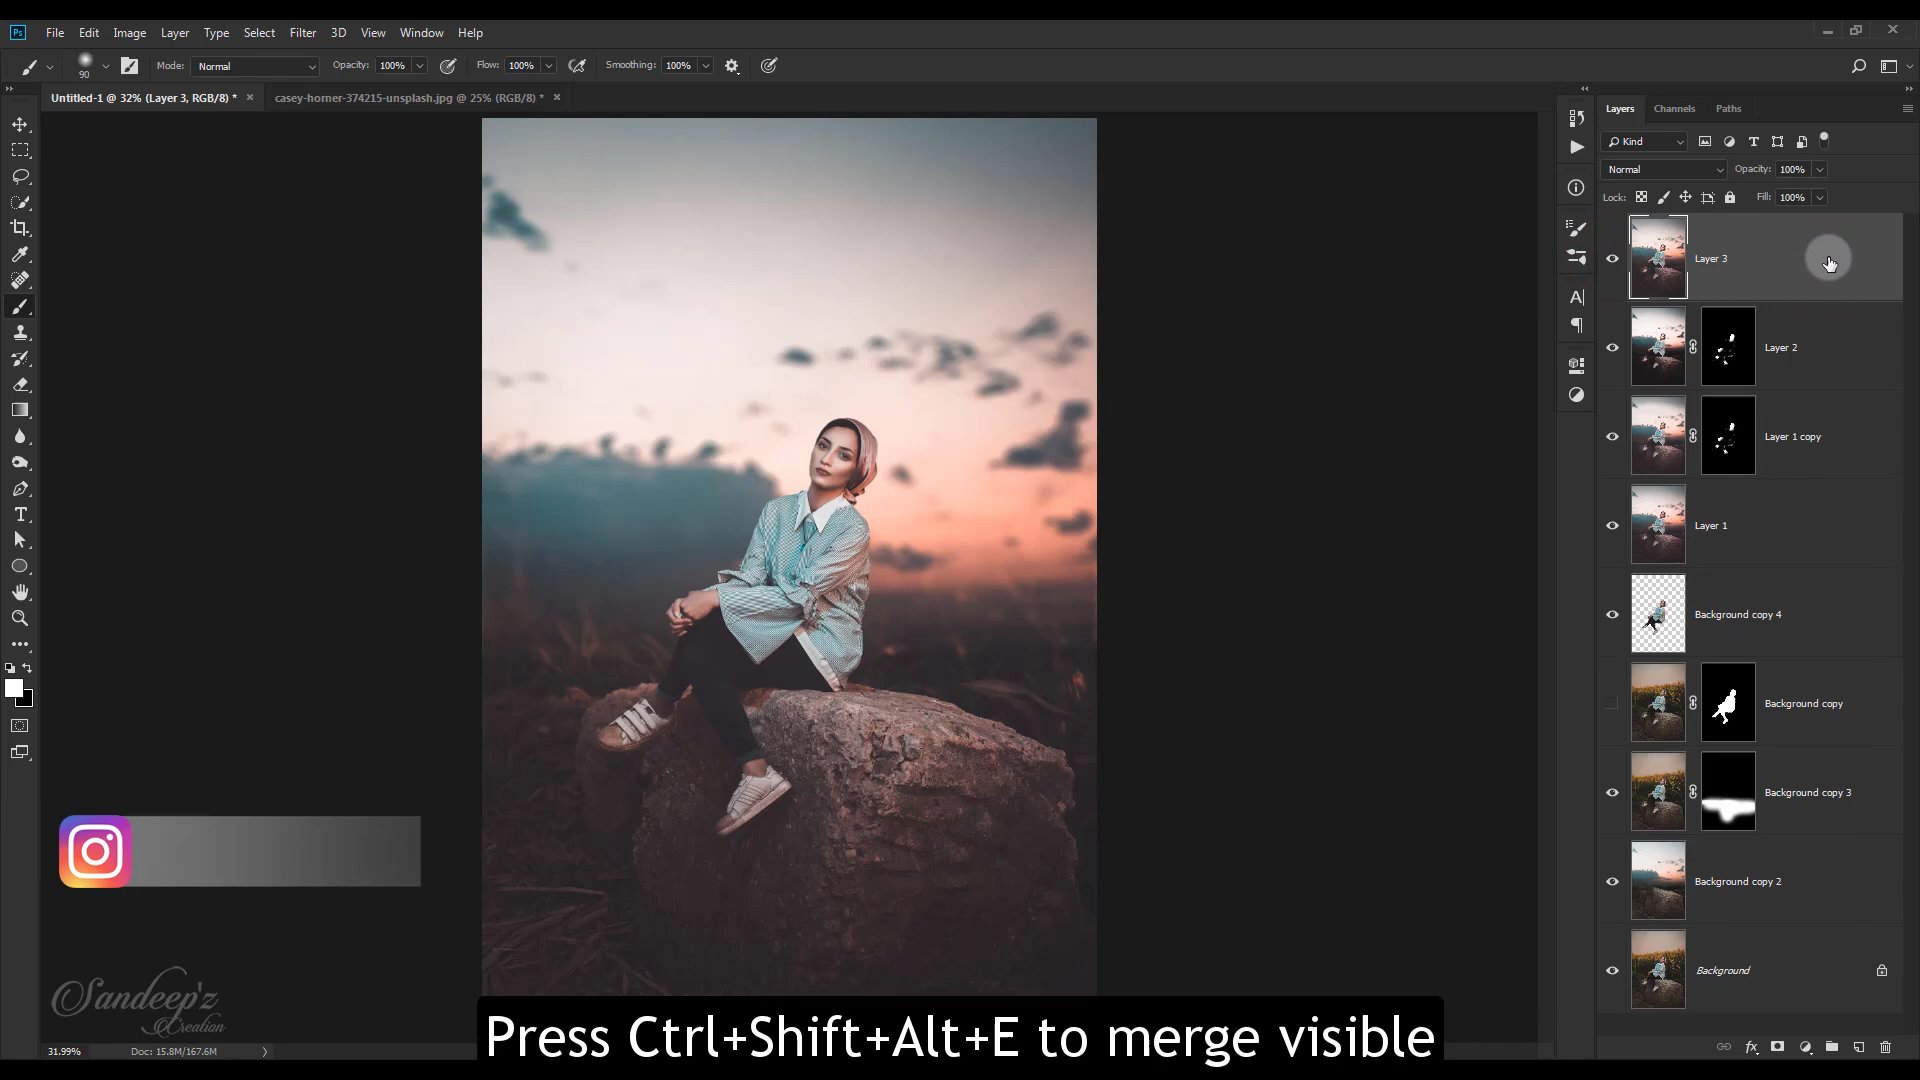 Ps File Edit Image Layer Type Select Filter 3D View Window Help
90 Mode: Normal Opacity: 100% Flow: 100% Smoothing: 100%
Untitled-1 @ 32% (Layer 3, RGB/8) * × casey-horner-374215-unsplash.jpg @ 25% (RGB/8) * ×
Layers Channels Paths
Kind
Normal Opacity: 100%
Lock: Fill: 100%
Layer 3
Layer 2
Layer 1 copy
Layer 1
Background copy 4
Background copy
Background copy 3
Background copy 2
Background
Sandeep'z
Creation
31.99% Doc: 15.8M/167.6M
Press Ctrl+Shift+Alt+E to merge visible